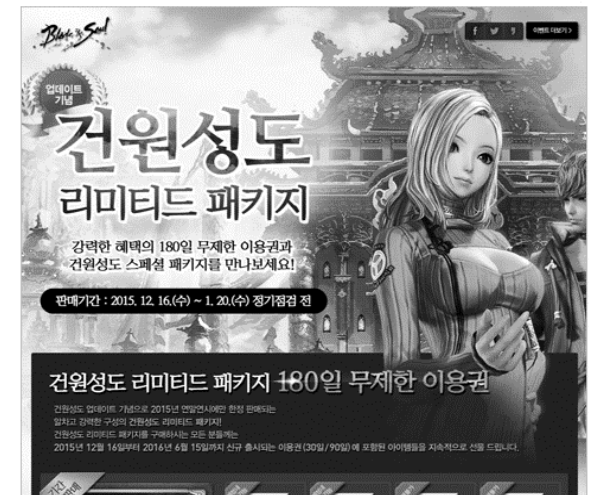 Blade & Soul
f
이벤트 더보기 >
업데이트
기념
건원성도
리미티드 패키지
강력한 혜택의 180일 무제한 이용권과
건원성도 스페셜 패키지를 만나보세요!
판매기간 : 2015. 12. 16.(수) ~ 1. 20.(수) 정기점검 전
건원성도 리미티드 패키지 180일 무제한 이용권
건원성도 업데이트 기념으로 2015년 연말연시에만 한정 판매되는
알차고 강력한 구성의 건원성도 리미티드 패키지!
건원성도 리미티드 패키지를 구매하시는 모든 분들께는
2015년 12월 16일부터 2016년 6월 15일까지 신규 출시되는 이용권(30일/90일)에 포함된 아이템들을 지속적으로 선물 드립니다.